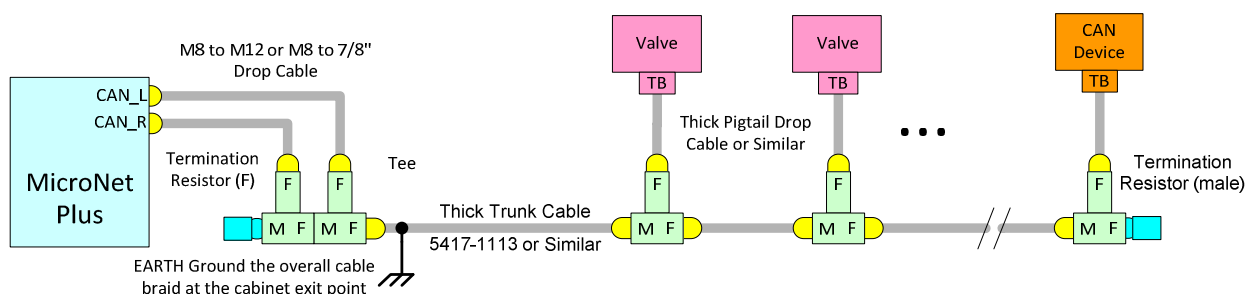 M8 to M12 or M8 to 7/8"
Drop Cable
CAN_L
CAN_R
MicroNet
Plus
Termination
Resistor (F)
Tee
F
F
M F
M F
EARTH Ground the overall cable
braid at the cabinet exit point
Thick Trunk Cable
5417-1113 or Similar
Valve
TB
F
M F
Thick Pigtail Drop
Cable or Similar
Valve
TB
F
M F
...
CAN
Device
TB
F
M F
Termination
Resistor (male)